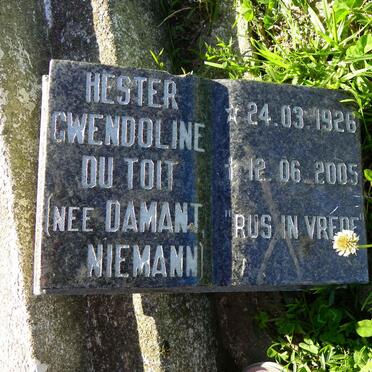 HESTER
GWENDOLINE
DU TOIT
(NEE DAMANT,
NIEMANN)
* 24.03.1926
† 12.06.2005
"RUS IN VREDE"